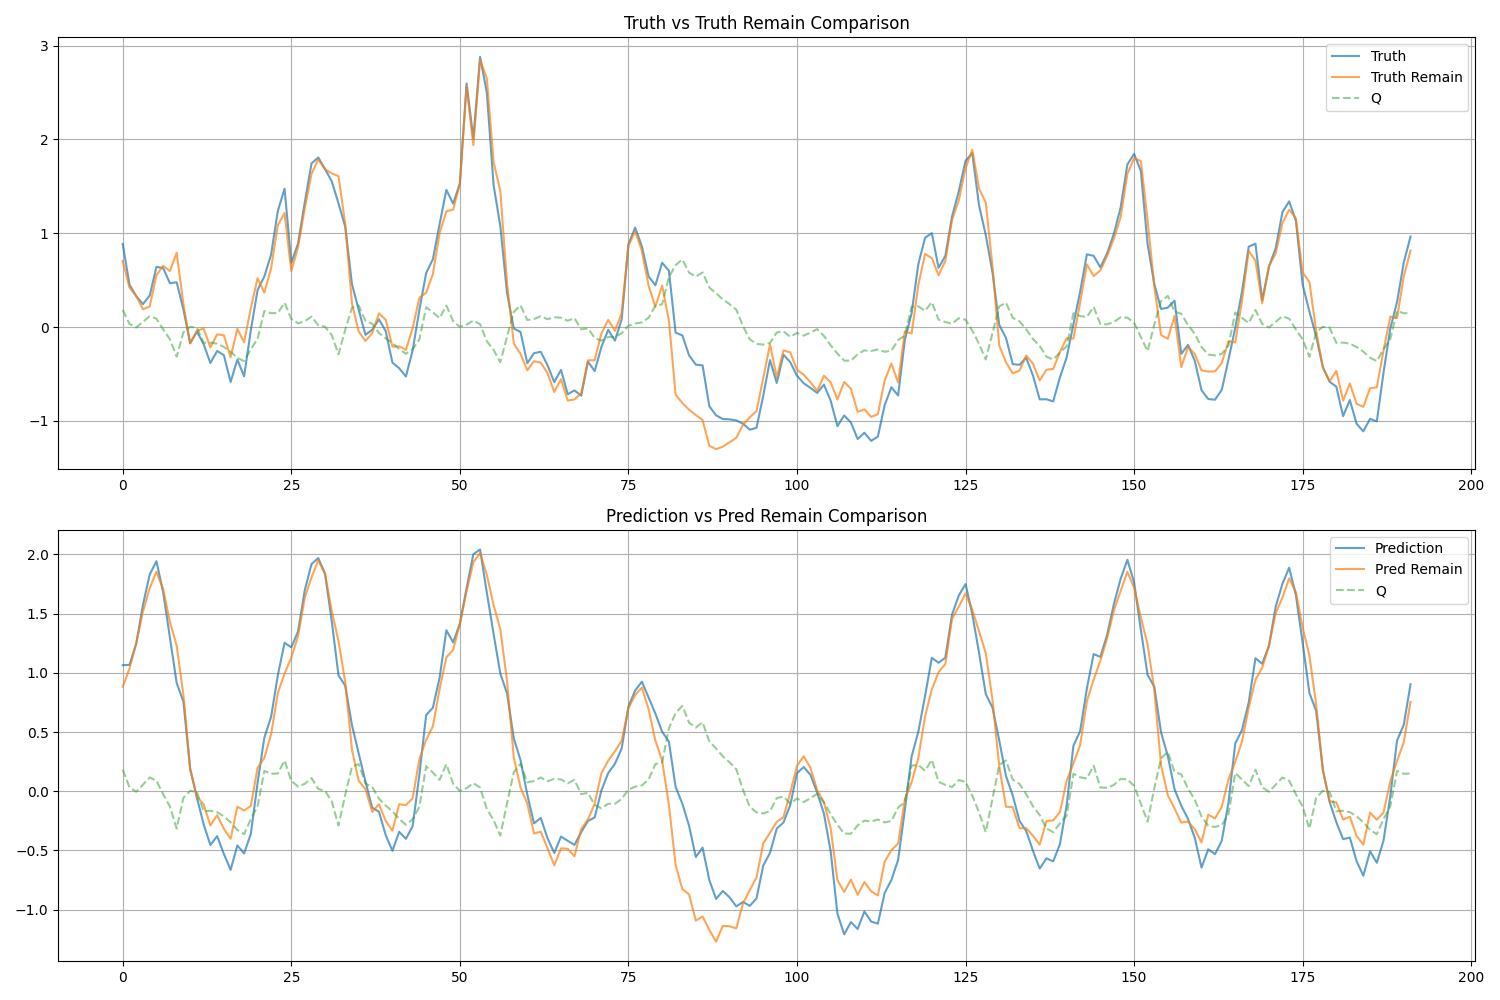 Truth vs Truth Remain Comparison
3
2
1
0
−1
Truth
Truth Remain
Q
0 25 50 75 100 125 150 175 200
Prediction vs Pred Remain Comparison
2.0
1.5
1.0
0.5
0.0
−0.5
−1.0
Prediction
Pred Remain
Q
0 25 50 75 100 125 150 175 200